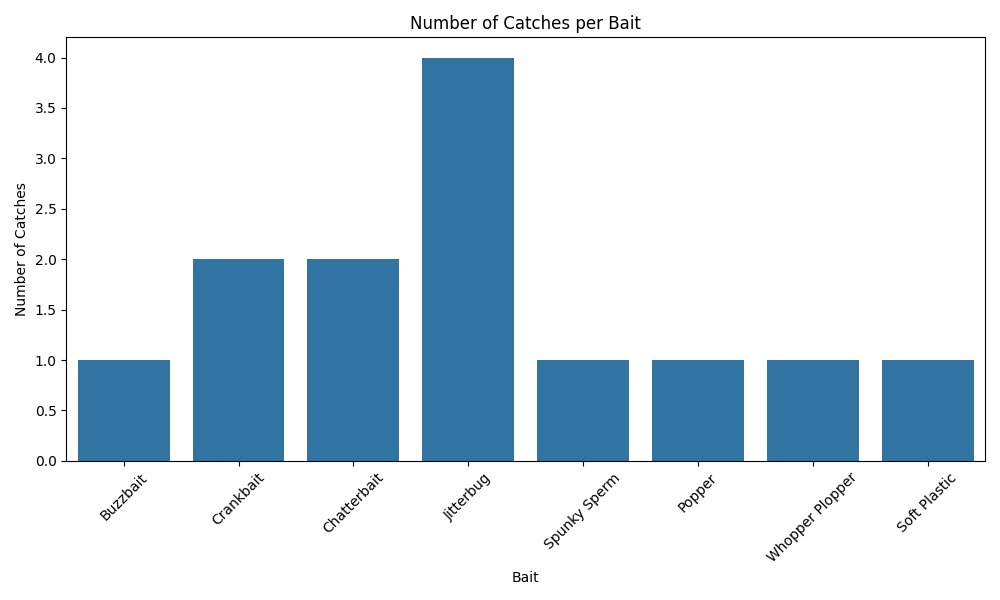 Number of Catches per Bait
Number of Catches
4.0
3.5
3.0
2.5
2.0
1.5
1.0
0.5
0.0
Buzzbait
Crankbait
Chatterbait
Jitterbug
Spunky Sperm
Popper
Whopper Plopper
Soft Plastic
Bait